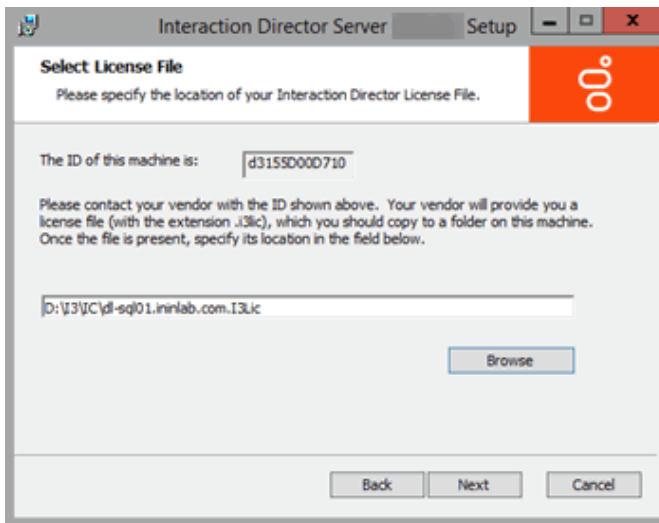 Interaction Director Server Setup
Select License File
Please specify the location of your Interaction Director License File.
The ID of this machine is: d3155D00D710
Please contact your vendor with the ID shown above. Your vendor will provide you a
license file (with the extension .i3lic), which you should copy to a folder on this machine.
Once the file is present, specify its location in the field below.
D:\I3\IC\dl-sql01.ininlab.com.I3Lic
Browse
Back Next Cancel